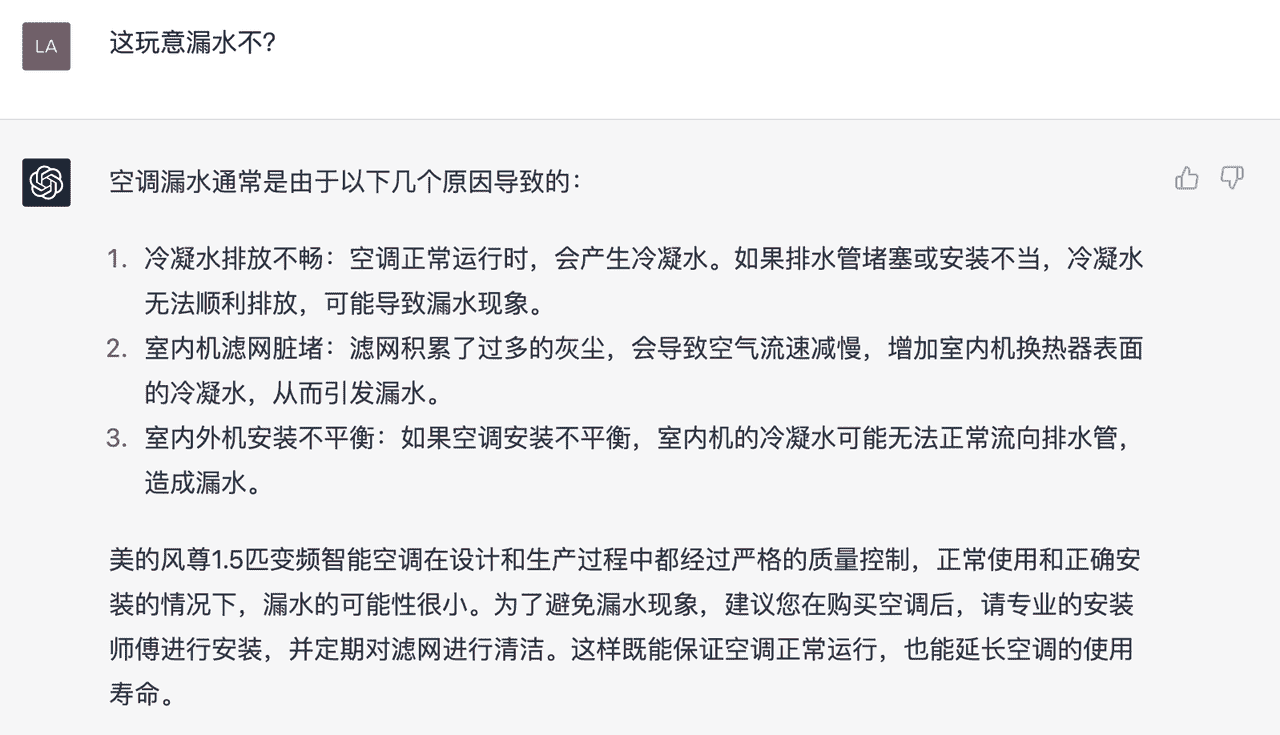 LA
这玩意漏水不?
空调漏水通常是由于以下几个原因导致的：
1. 冷凝水排放不畅：空调正常运行时，会产生冷凝水。如果排水管堵塞或安装不当，冷凝水
无法顺利排放，可能导致漏水现象。
2. 室内机滤网脏堵：滤网积累了过多的灰尘，会导致空气流速减慢，增加室内机换热器表面
的冷凝水，从而引发漏水。
3. 室内外机安装不平衡：如果空调安装不平衡，室内机的冷凝水可能无法正常流向排水管，
造成漏水。
美的风尊1.5匹变频智能空调在设计和生产过程中都经过严格的质量控制，正常使用和正确安
装的情况下，漏水的可能性很小。为了避免漏水现象，建议您在购买空调后，请专业的安装
师傅进行安装，并定期对滤网进行清洁。这样既能保证空调正常运行，也能延长空调的使用
寿命。